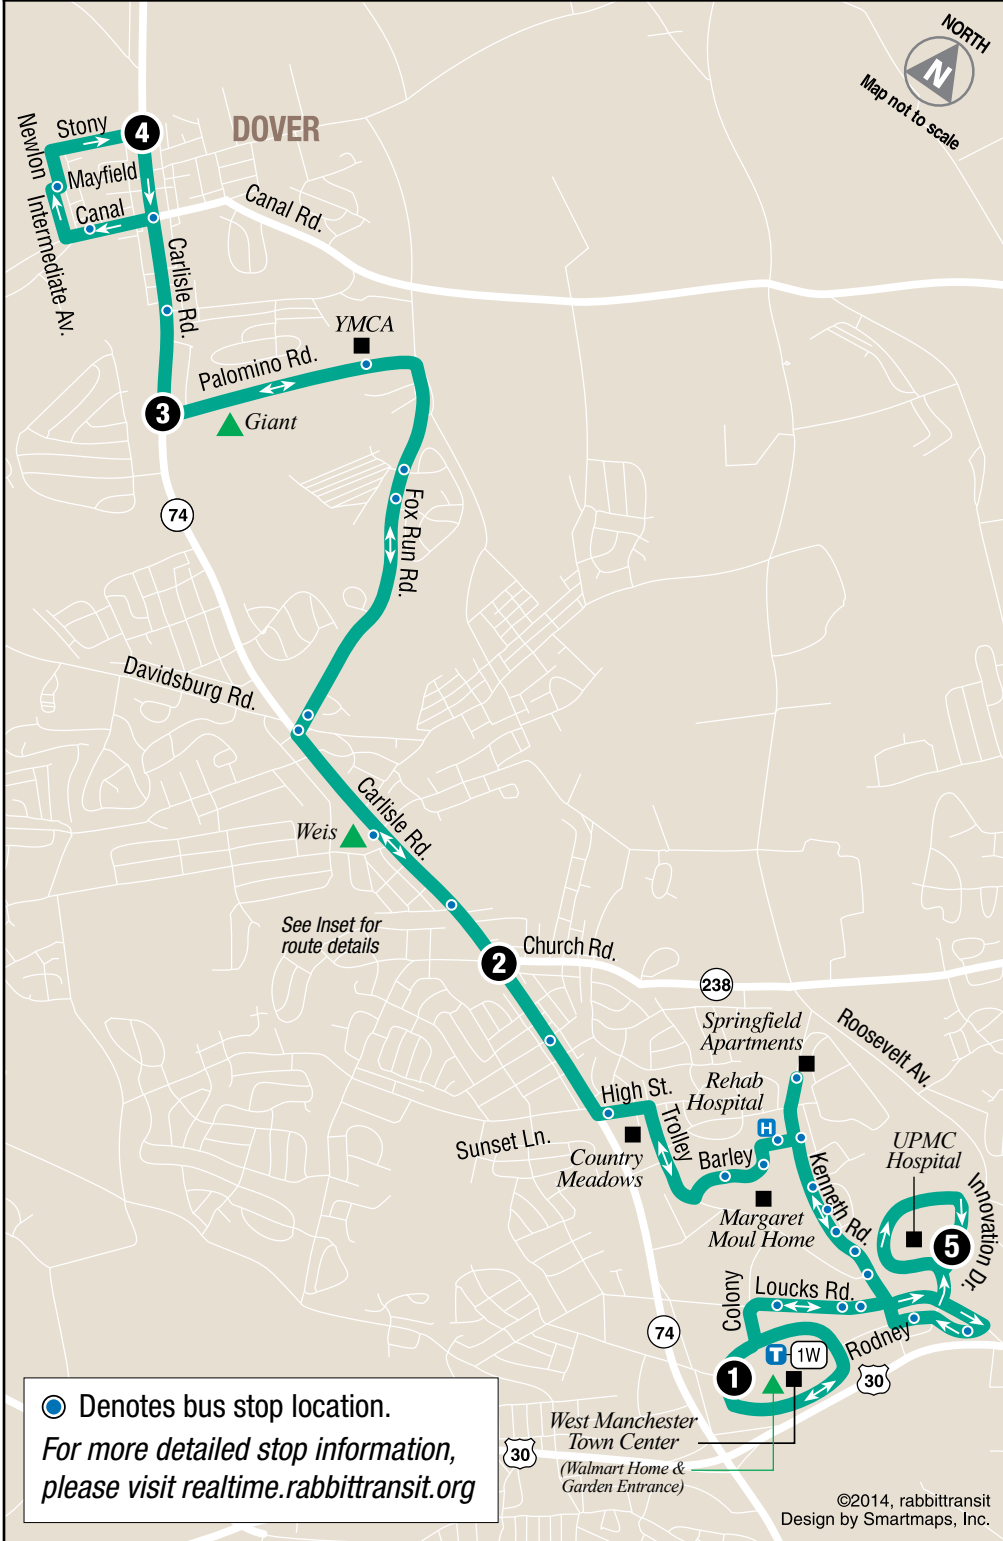 NORTH
N
Map not to scale
DOVER
Stony
4
Newlon
Mayfield
Canal
Intermediate Av.
Canal Rd.
Carlisle Rd.
YMCA
Palomino Rd.
3
Giant
74
Fox Run Rd.
Davidsburg Rd.
Carlisle Rd.
Weis
See Inset for
route details
2
Church Rd.
238
Springfield
Apartments
Roosevelt Av.
Rehab
Hospital
High St.
H
Sunset Ln.
Trolley
Country
Meadows
Barley
UPMC
Hospital
Kenneth Rd.
Innovation Dr.
Margaret
Moul Home
5
Colony
Loucks Rd.
74
T
1W
Rodney
1
30
West Manchester
Town Center
(Walmart Home &
Garden Entrance)
30
Denotes bus stop location.
For more detailed stop information,
please visit realtime.rabbittransit.org
©2014, rabbittransit
Design by Smartmaps, Inc.